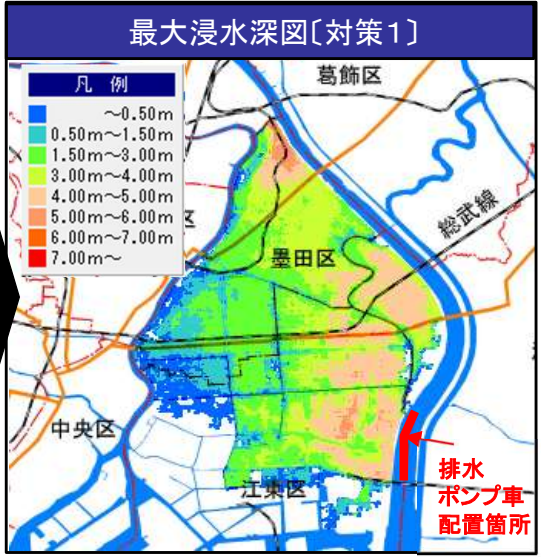 最大浸水深図〔対策1〕
凡 例
～0.50m
0.50m～1.50m
1.50m～3.00m
3.00m～4.00m
4.00m～5.00m
5.00m～6.00m
6.00m～7.00m
7.00m～
葛飾区
総武線
区
墨田区
中央区
江東区
排水
ポンプ車
配置箇所